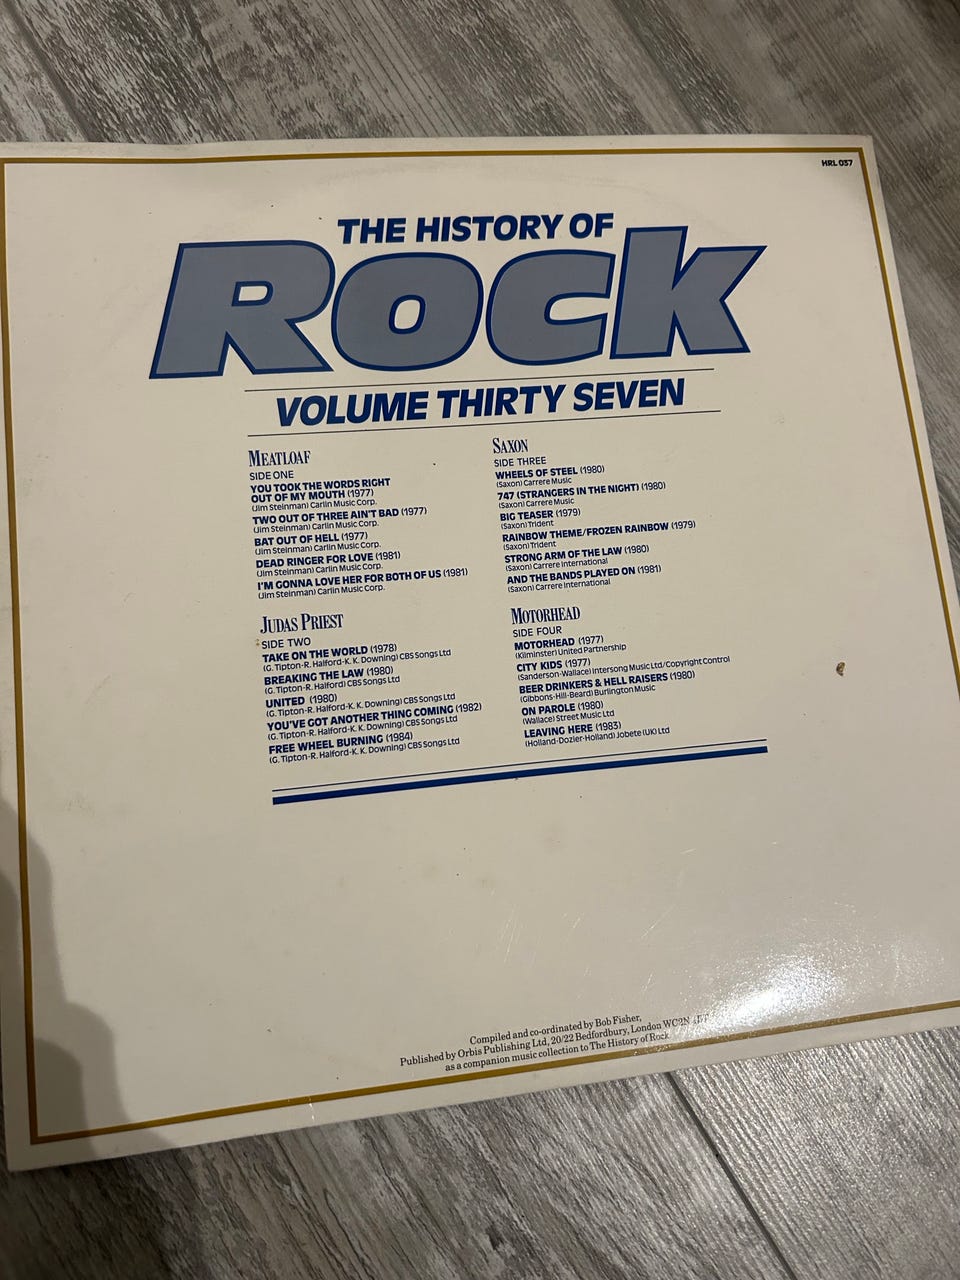 HRL 037
THE HISTORY OF
ROCK
VOLUME THIRTY SEVEN
MEATLOAF
SIDE ONE
YOU TOOK THE WORDS RIGHT
OUT OF MY MOUTH (1977)
(Jim Steinman) Carlin Music Corp.
TWO OUT OF THREE AIN'T BAD (1977)
(Jim Steinman) Carlin Music Corp.
BAT OUT OF HELL (1977)
(Jim Steinman) Carlin Music Corp.
DEAD RINGER FOR LOVE (1981)
(Jim Steinman) Carlin Music Corp.
I'M GONNA LOVE HER FOR BOTH OF US (1981)
(Jim Steinman) Carlin Music Corp.
JUDAS PRIEST
SIDE TWO
TAKE ON THE WORLD (1978)
(G. Tipton-R. Halford-K. K. Downing) CBS Songs Ltd
BREAKING THE LAW (1980)
(G. Tipton-R. Halford) CBS Songs Ltd
UNITED (1980)
(G. Tipton-R. Halford-K. K. Downing) CBS Songs Ltd
YOU'VE GOT ANOTHER THING COMING (1982)
(G. Tipton-R. Halford-K. K. Downing) CBS Songs Ltd
FREE WHEEL BURNING (1984)
(G. Tipton-R. Halford-K. K. Downing) CBS Songs Ltd
SAXON
SIDE THREE
WHEELS OF STEEL (1980)
(Saxon) Carrere Music
747 (STRANGERS IN THE NIGHT) (1980)
(Saxon) Carrere Music
BIG TEASER (1979)
(Saxon) Trident
RAINBOW THEME/FROZEN RAINBOW (1979)
(Saxon) Trident
STRONG ARM OF THE LAW (1980)
(Saxon) Carrere International
AND THE BANDS PLAYED ON (1981)
(Saxon) Carrere International
MOTORHEAD
SIDE FOUR
MOTORHEAD (1977)
(Kilminster) United Partnership
CITY KIDS (1977)
(Sanderson-Wallace) Intersong Music Ltd/Copyright Control
BEER DRINKERS & HELL RAISERS (1980)
(Gibbons-Hill-Beard) Burlington Music
ON PAROLE (1980)
(Wallace) Street Music Ltd
LEAVING HERE (1983)
(Holland-Dozier-Holland) Jobete (UK) Ltd
Compiled and co-ordinated by Bob Fisher,
Published by Orbis Publishing Ltd, 20/22 Bedfordbury, London WC2N
as a companion music collection to The History of Rock